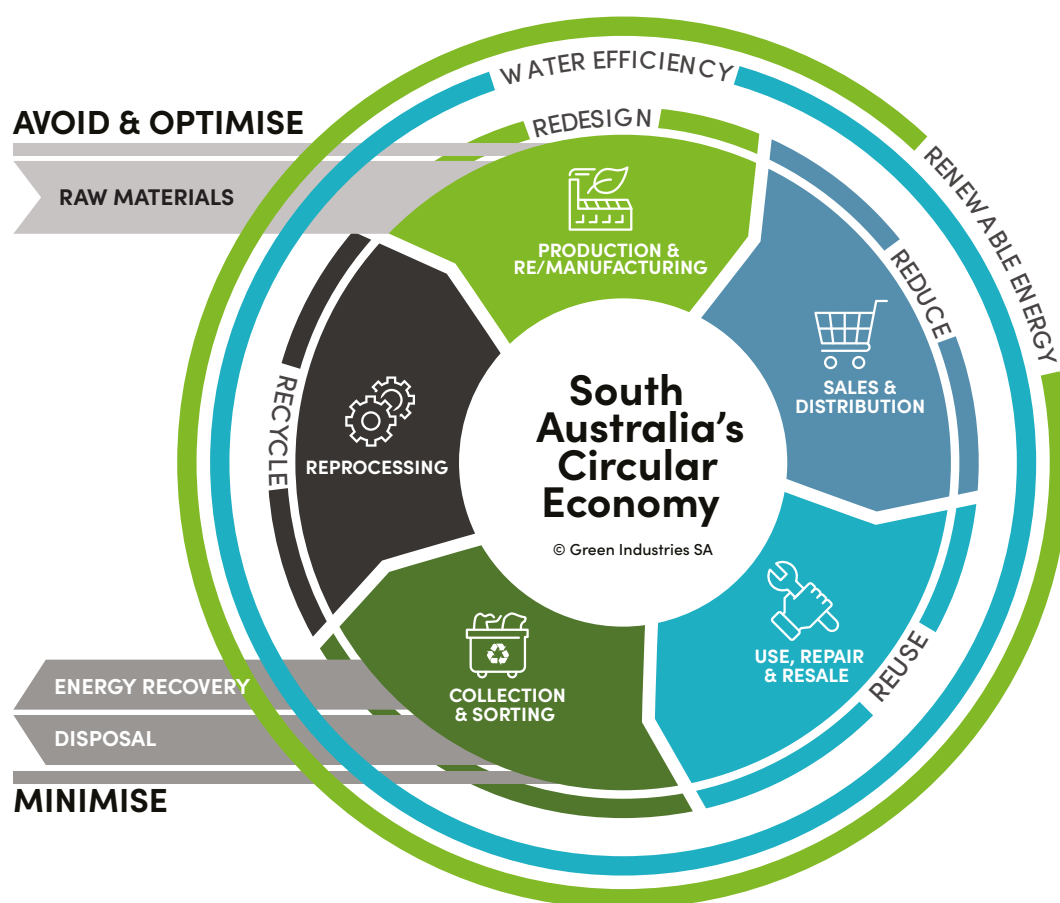 WATER EFFICIENCY
REDESIGN
AVOID & OPTIMISE
RAW MATERIALS
RENEWABLE ENERGY
PRODUCTION &
RE/MANUFACTURING
REDUCE
SALES &
DISTRIBUTION
RECYCLE
REPROCESSING
South
Australia's
Circular
Economy
© Green Industries SA
USE, REPAIR
& RESALE
REUSE
COLLECTION
& SORTING
ENERGY RECOVERY
DISPOSAL
MINIMISE